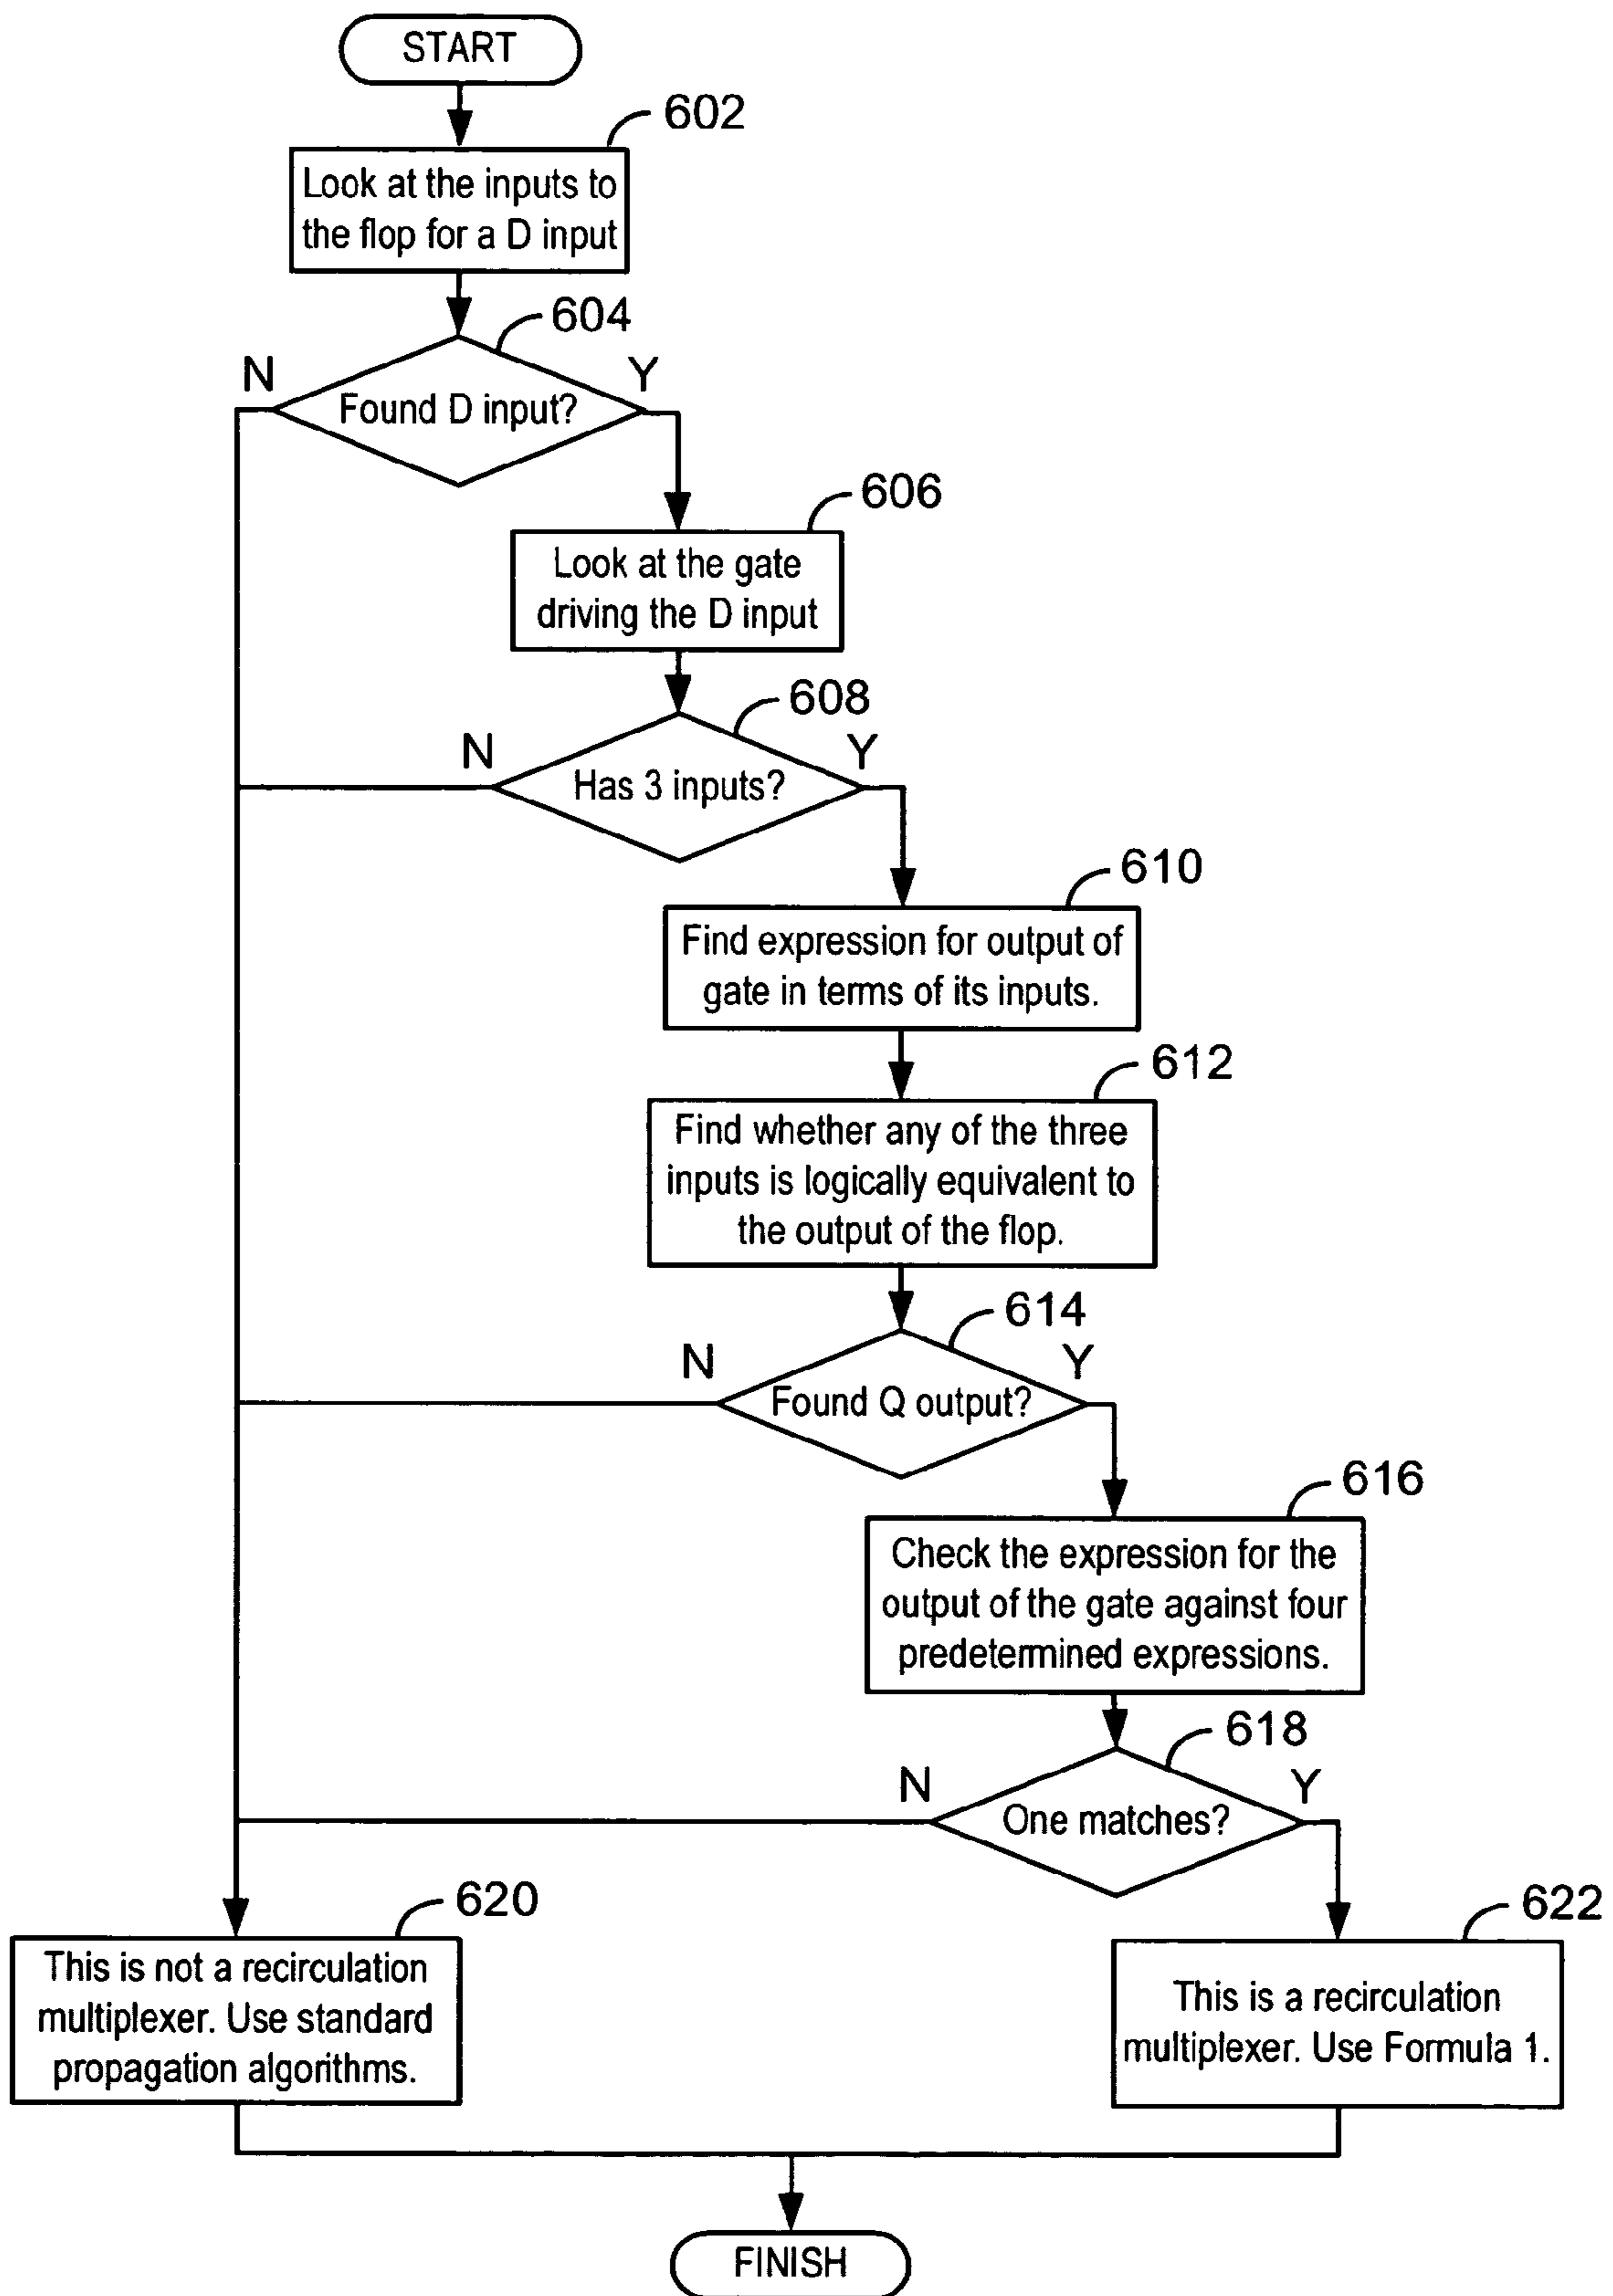 START
602
Look at the inputs to
the flop for a D input
604
N
Y
Found D input?
606
Look at the gate
driving the D input
608
N
Y
Has 3 inputs?
610
Find expression for output of
gate in terms of its inputs.
612
Find whether any of the three
inputs is logically equivalent to
the output of the flop.
614
N
Y
Found Q output?
616
Check the expression for the
output of the gate against four
predetermined expressions.
618
N
Y
One matches?
620
This is not a recirculation
multiplexer. Use standard
propagation algorithms.
622
This is a recirculation
multiplexer. Use Formula 1.
FINISH